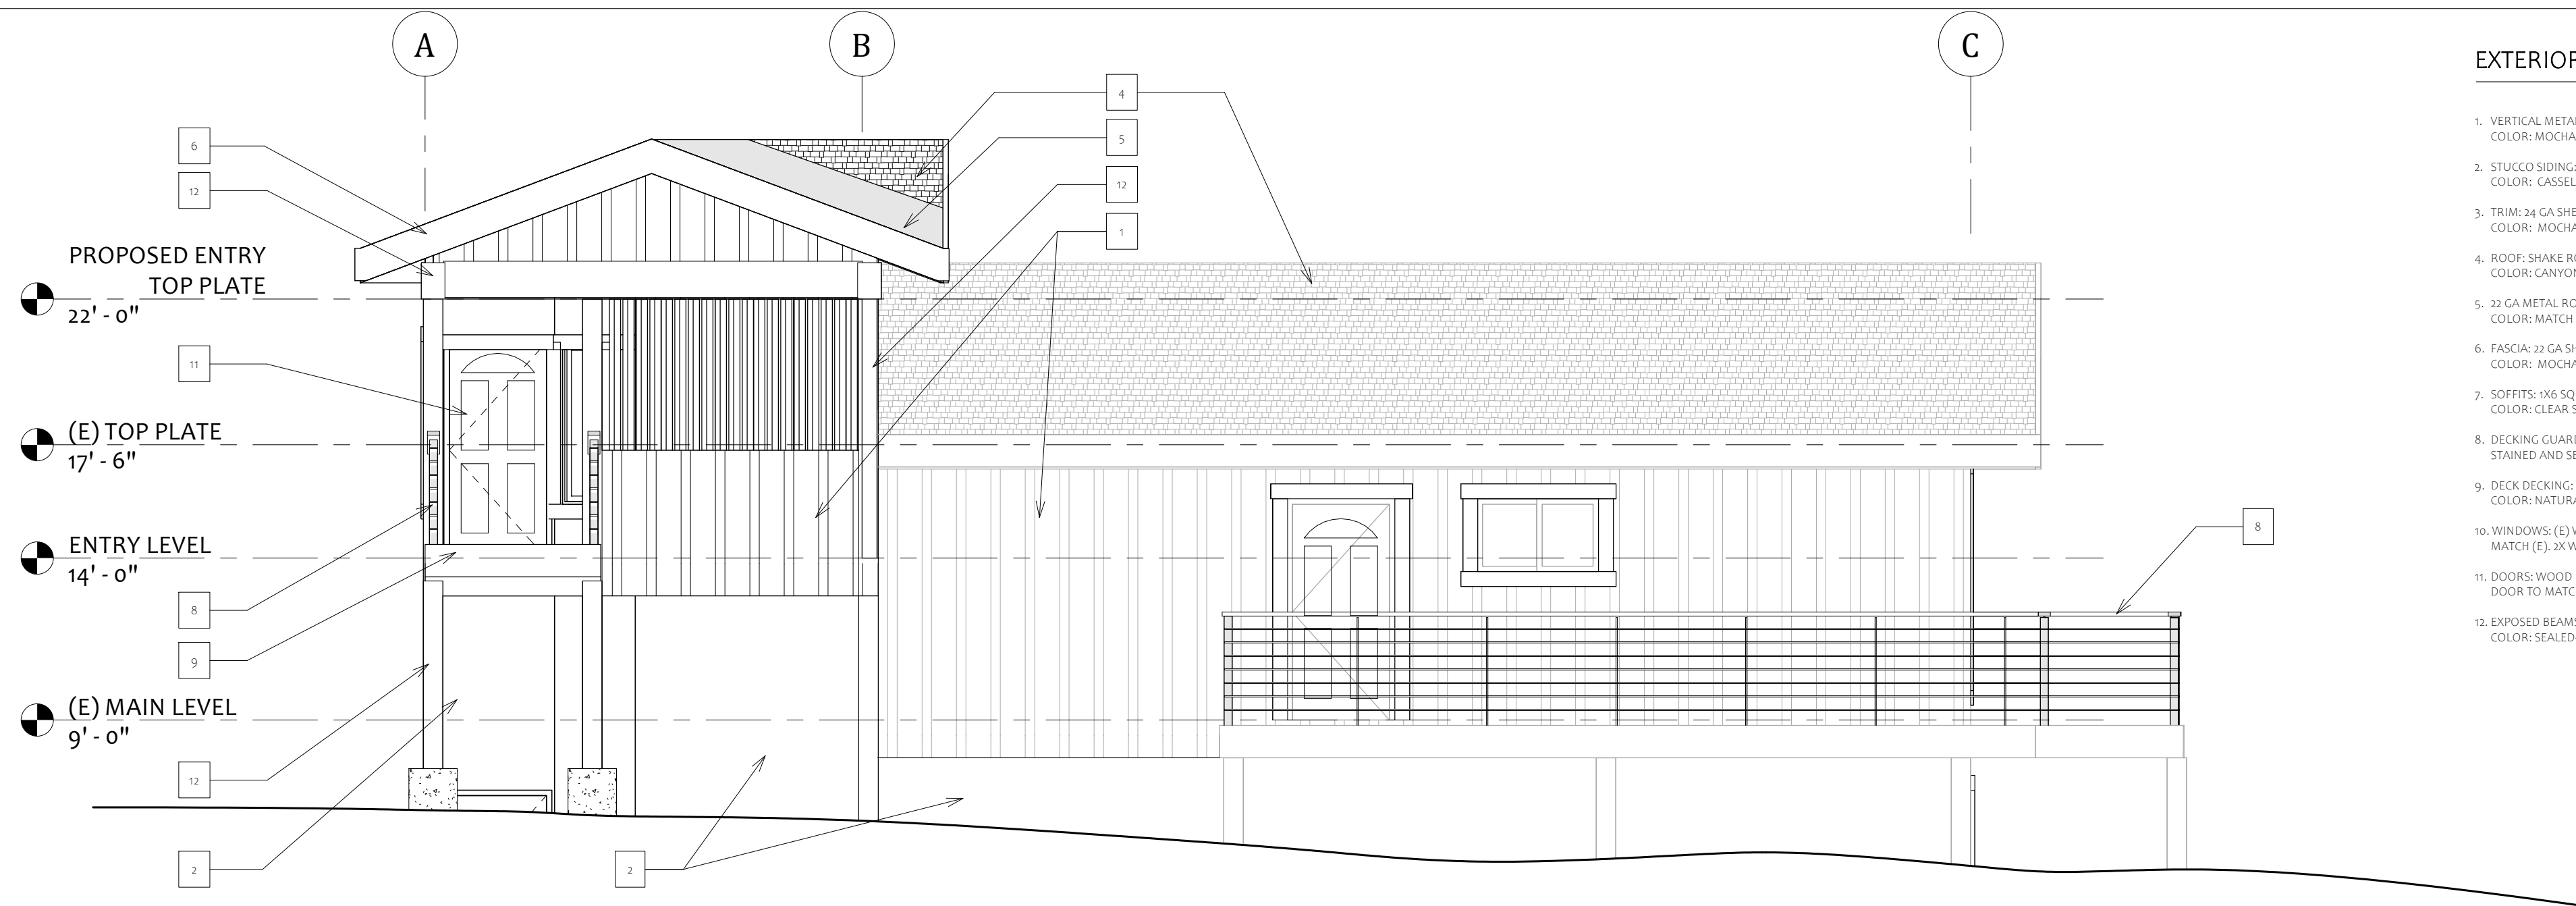 A
B
C
4
6
5
12
12
1
PROPOSED ENTRY
TOP PLATE
22' - 0"
11
(E) TOP PLATE
17' - 6"
8
ENTRY LEVEL
14' - 0"
8
9
(E) MAIN LEVEL
9' - 0"
12
2
2
EXTERIOR
1. VERTICAL METAL
COLOR: MOCHA
2. STUCCO SIDING:
COLOR: CASSEL
3. TRIM: 24 GA SHE
COLOR: MOCHA
4. ROOF: SHAKE RO
COLOR: CANYON
5. 22 GA METAL RO
COLOR: MATCH
6. FASCIA: 22 GA SH
COLOR: MOCHA
7. SOFFITS: 1X6 SQ
COLOR: CLEAR S
8. DECKING GUARD
STAINED AND SE
9. DECK DECKING:
COLOR: NATURA
10. WINDOWS: (E) W
MATCH (E). 2X W
11. DOORS: WOOD
DOOR TO MATC
12. EXPOSED BEAMS
COLOR: SEALED